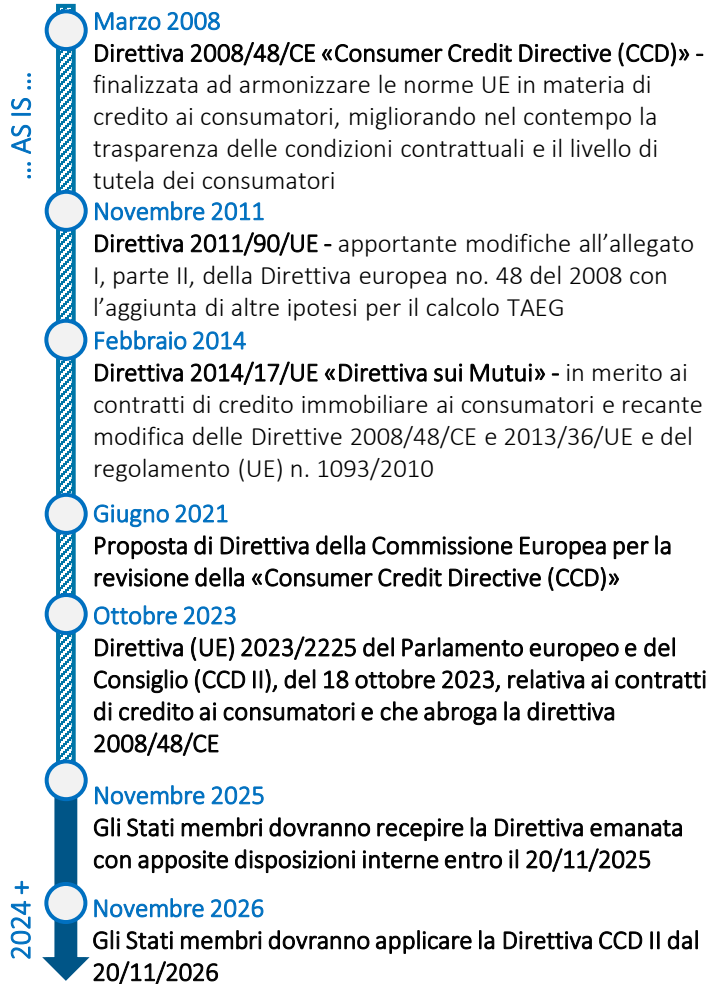 ... AS IS ...
Marzo 2008
Direttiva 2008/48/CE «Consumer Credit Directive (CCD)» -
finalizzata ad armonizzare le norme UE in materia di
credito ai consumatori, migliorando nel contempo la
trasparenza delle condizioni contrattuali e il livello di
tutela dei consumatori
Novembre 2011
Direttiva 2011/90/UE - apportante modifiche all’allegato
I, parte II, della Direttiva europea no. 48 del 2008 con
l’aggiunta di altre ipotesi per il calcolo TAEG
Febbraio 2014
Direttiva 2014/17/UE «Direttiva sui Mutui» - in merito ai
contratti di credito immobiliare ai consumatori e recante
modifica delle Direttive 2008/48/CE e 2013/36/UE e del
regolamento (UE) n. 1093/2010
Giugno 2021
Proposta di Direttiva della Commissione Europea per la
revisione della «Consumer Credit Directive (CCD)»
Ottobre 2023
Direttiva (UE) 2023/2225 del Parlamento europeo e del
Consiglio (CCD II), del 18 ottobre 2023, relativa ai contratti
di credito ai consumatori e che abroga la direttiva
2008/48/CE
Novembre 2025
Gli Stati membri dovranno recepire la Direttiva emanata
con apposite disposizioni interne entro il 20/11/2025
2024 +
Novembre 2026
Gli Stati membri dovranno applicare la Direttiva CCD II dal
20/11/2026